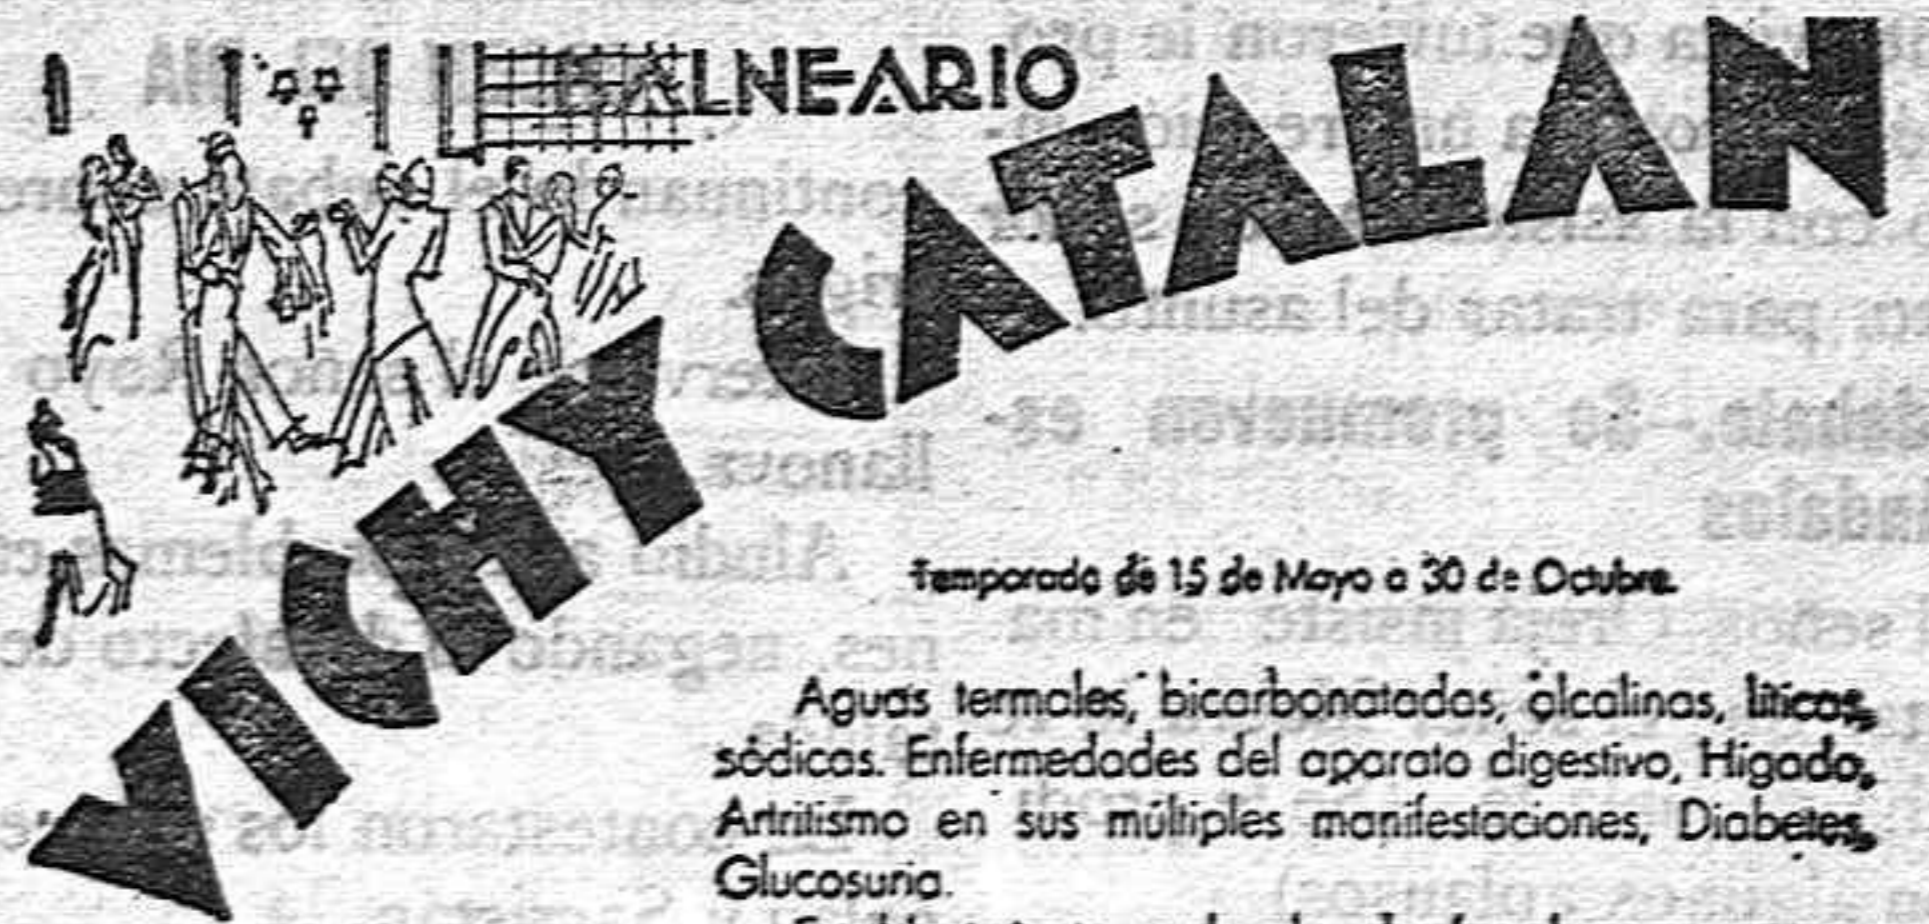 BALNEARIO
VICHY CATALAN
Temporada de 15 de Mayo a 30 de Octubre.
Aguas termales, bicarbonatadas, alcalinas, líticas,
sódicas. Enfermedades del aparato digestivo, Hígado,
Artritismo en sus múltiples manifestaciones, Diabetes,
Glucosuria.